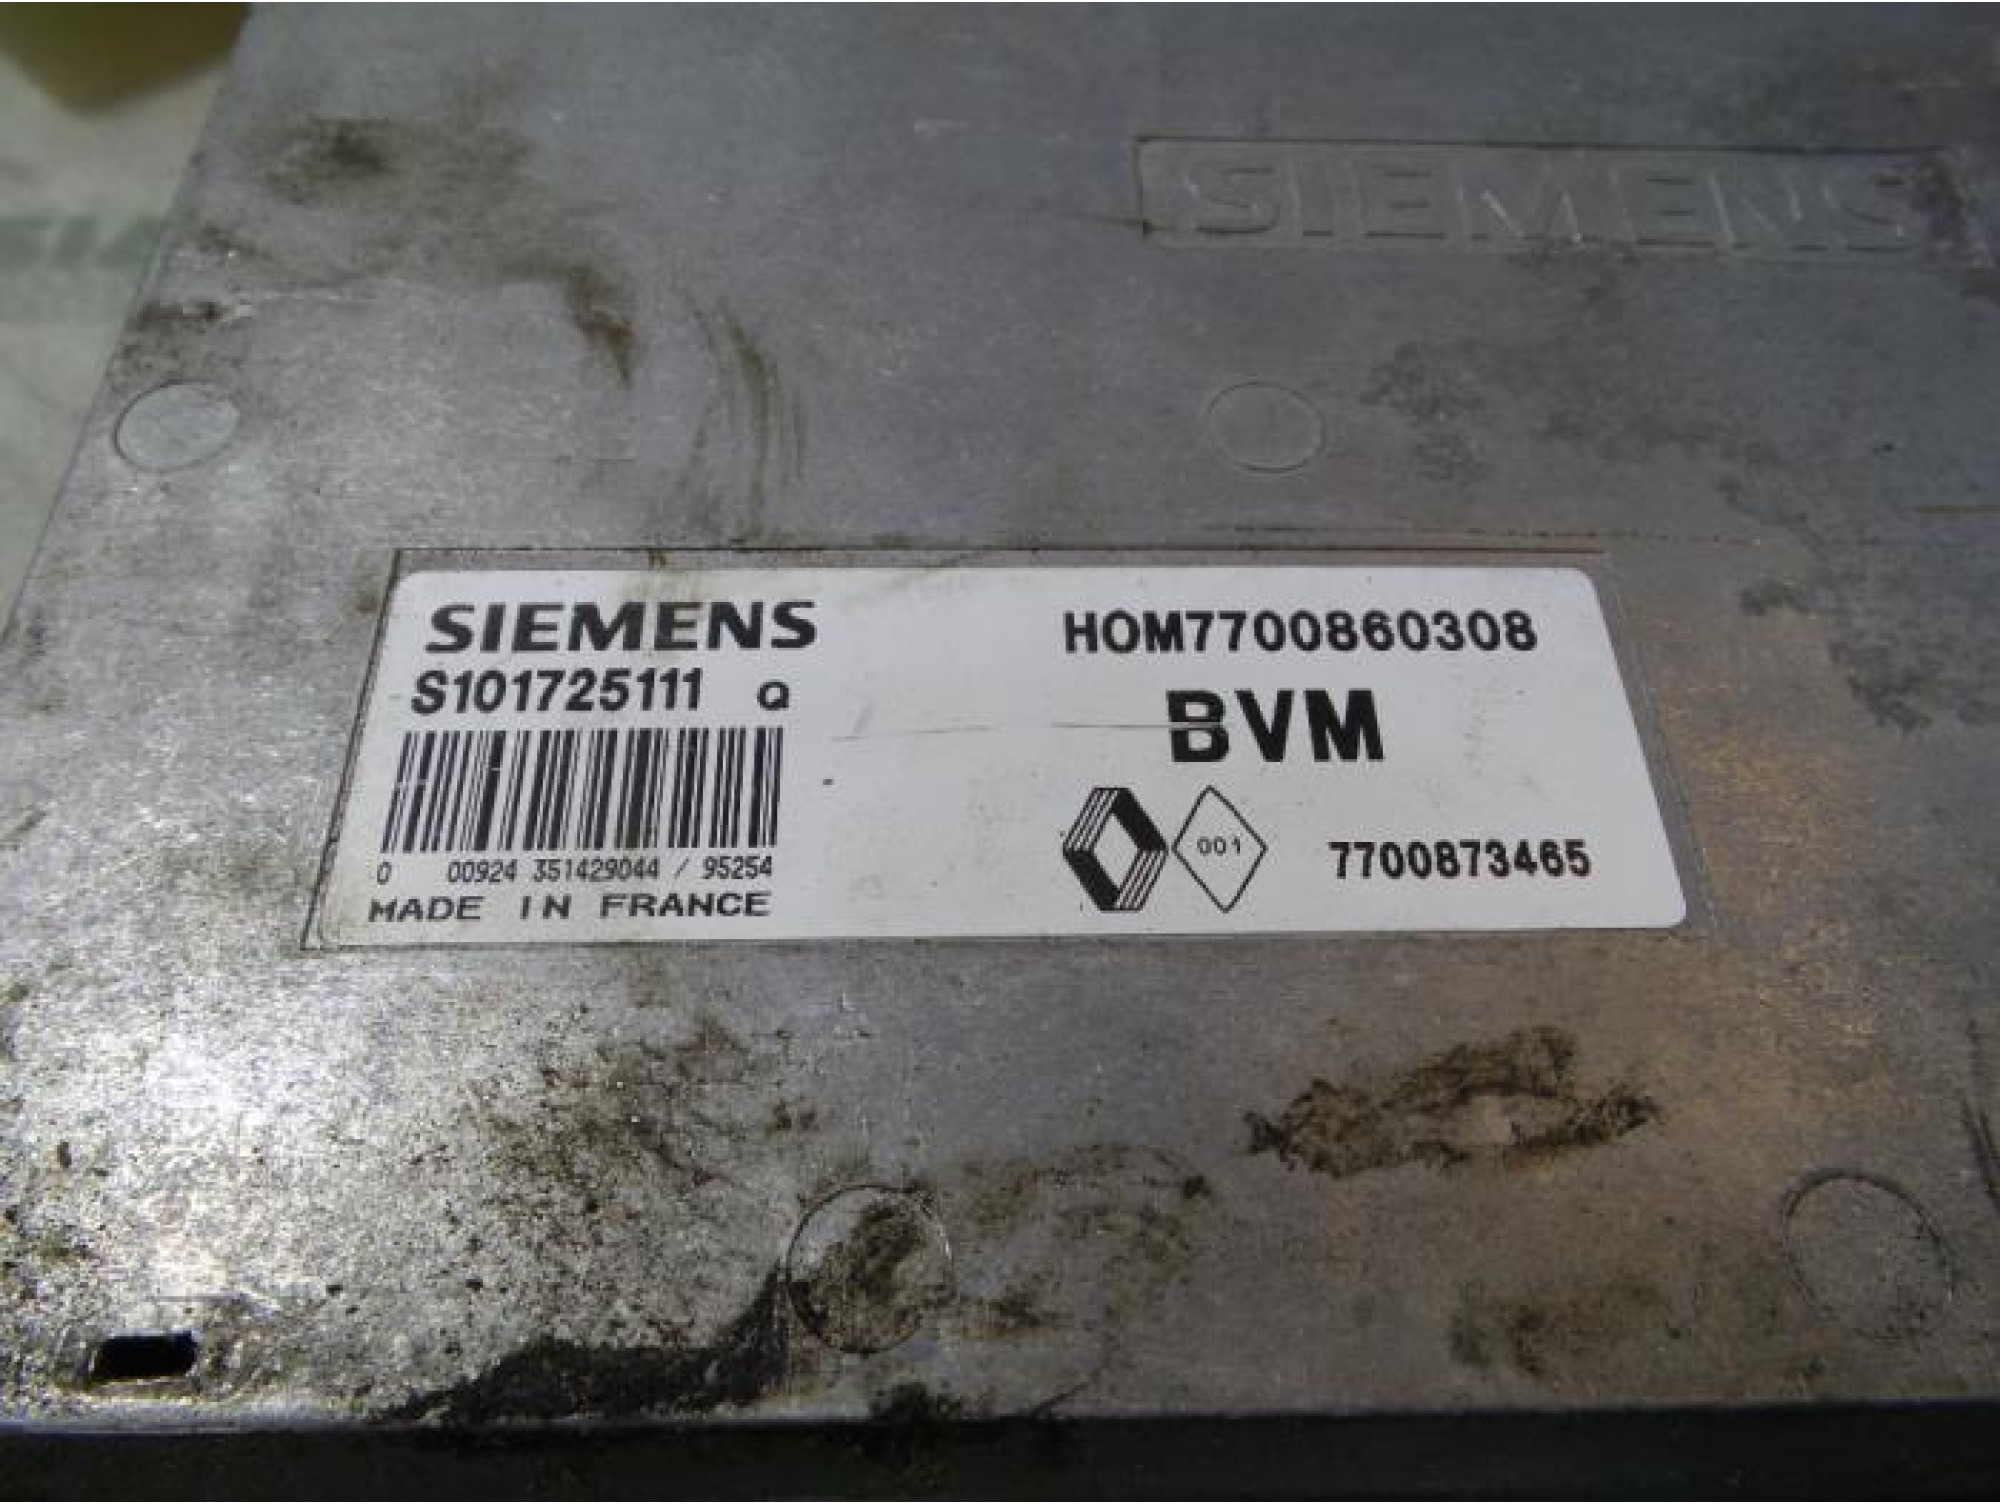 SIEMENS
SIEMENS
S101725111 Q
0 00924 351429044 / 95254
MADE IN FRANCE
HOM7700860308
BVM
001
7700873465